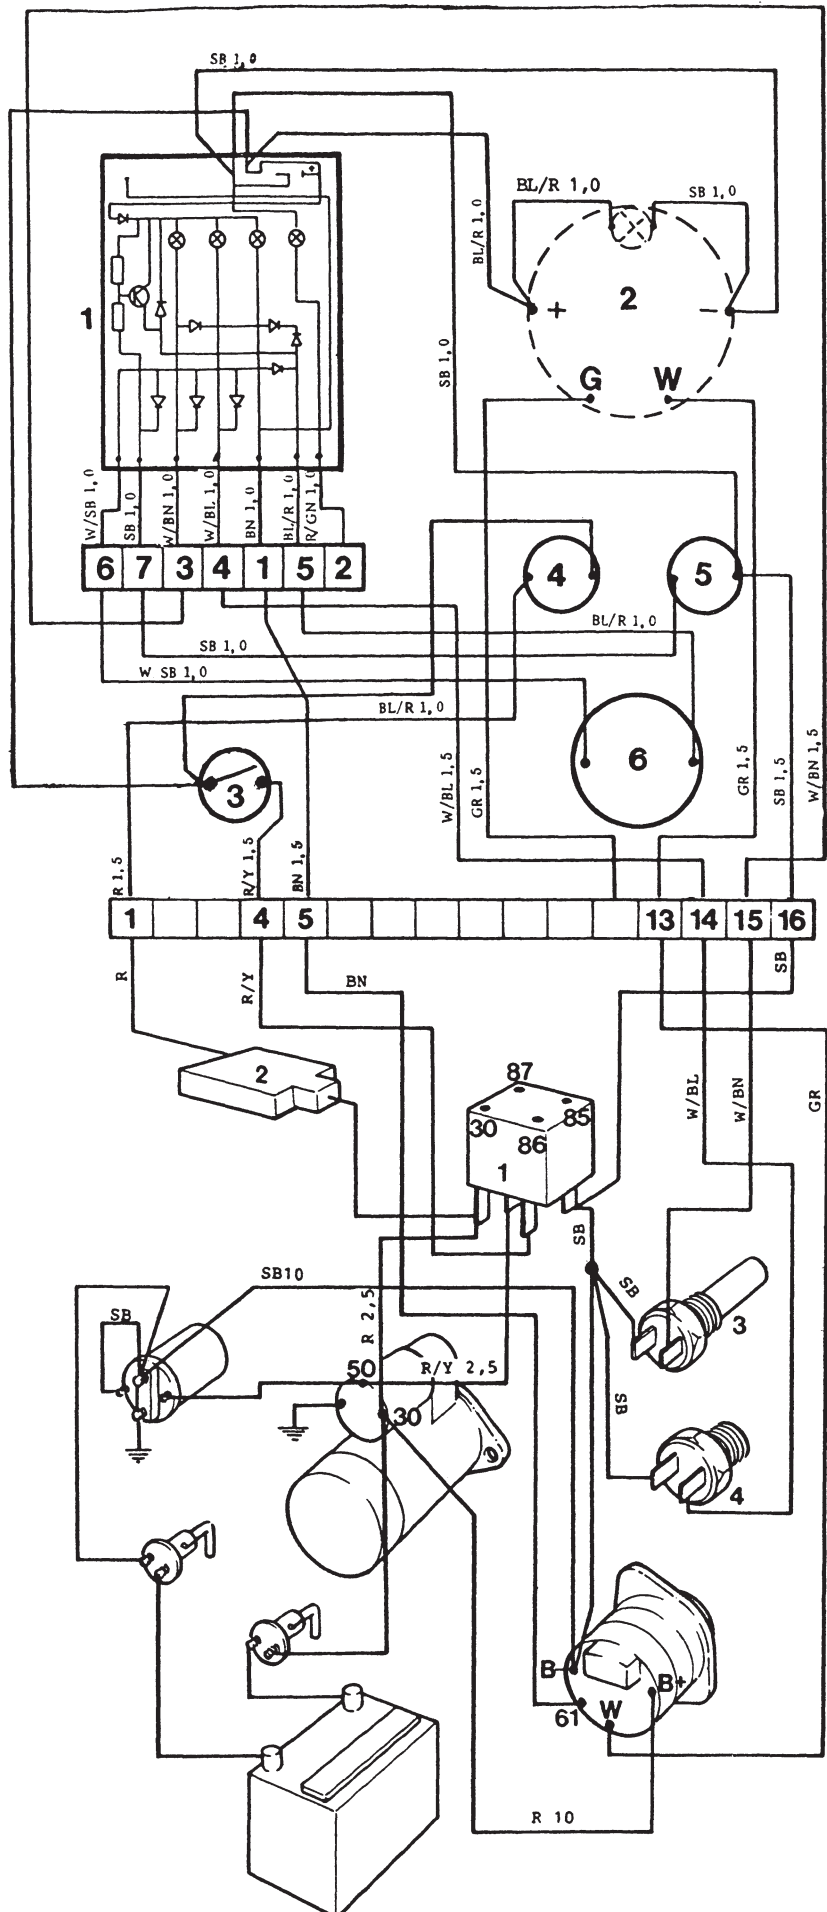 SB 1,0
BL/R 1,0
SB 1,0
BL/R 1,0
+
1
2
+ −
SB 1,0
G W
W/SB 1,0
SB 1,0
W/BN 1,0
W/BL 1,0
BN 1,0
BL/R 1,0
R/GN 1,0
6 7 3 4 1 5 2
4
5
BL/R 1,0
SB 1,0
W SB 1,0
BL/R 1,0
6
3
W/BL 1,5
GR 1,5
GR 1,5
SB 1,5
W/BN 1,5
R 1,5
R/Y 1,5
BN 1,5
1 4 5 13 14 15 16
R
R/Y
BN
SB
2
87
30
85
86
1
W/BL
W/BN
GR
SB
SB10
SB
R 2,5
SB
3
50
R/Y 2,5
30
SB
4
B−
B+
61
W
R 10